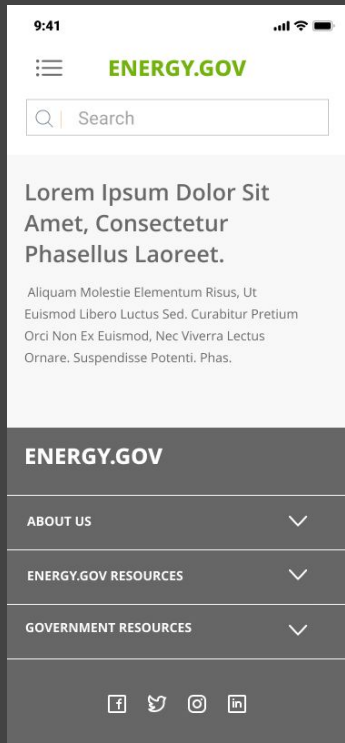 9:41
ENERGY.GOV
Search
Lorem Ipsum Dolor Sit
Amet, Consectetur
Phasellus Laoreet.
Aliquam Molestie Elementum Risus, Ut
Euismod Libero Luctus Sed. Curabitur Pretium
Orci Non Ex Euismod, Nec Viverra Lectus
Ornare. Suspendisse Potenti. Phas.
ENERGY.GOV
ABOUT US
ENERGY.GOV RESOURCES
GOVERNMENT RESOURCES